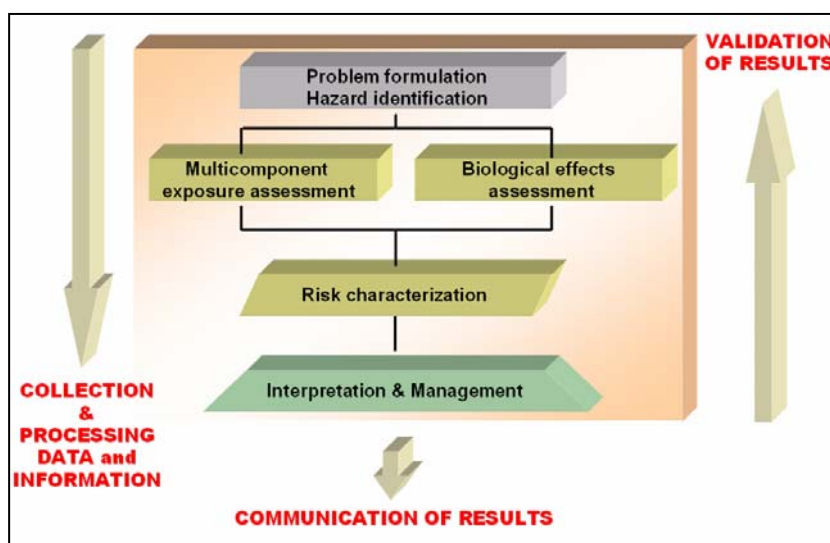 VALIDATION
OF RESULTS
Problem formulation
Hazard identification
Multicomponent
exposure assessment
Biological effects
assessment
Risk characterization
Interpretation & Management
COLLECTION
&
PROCESSING
DATA and
INFORMATION
COMMUNICATION OF RESULTS